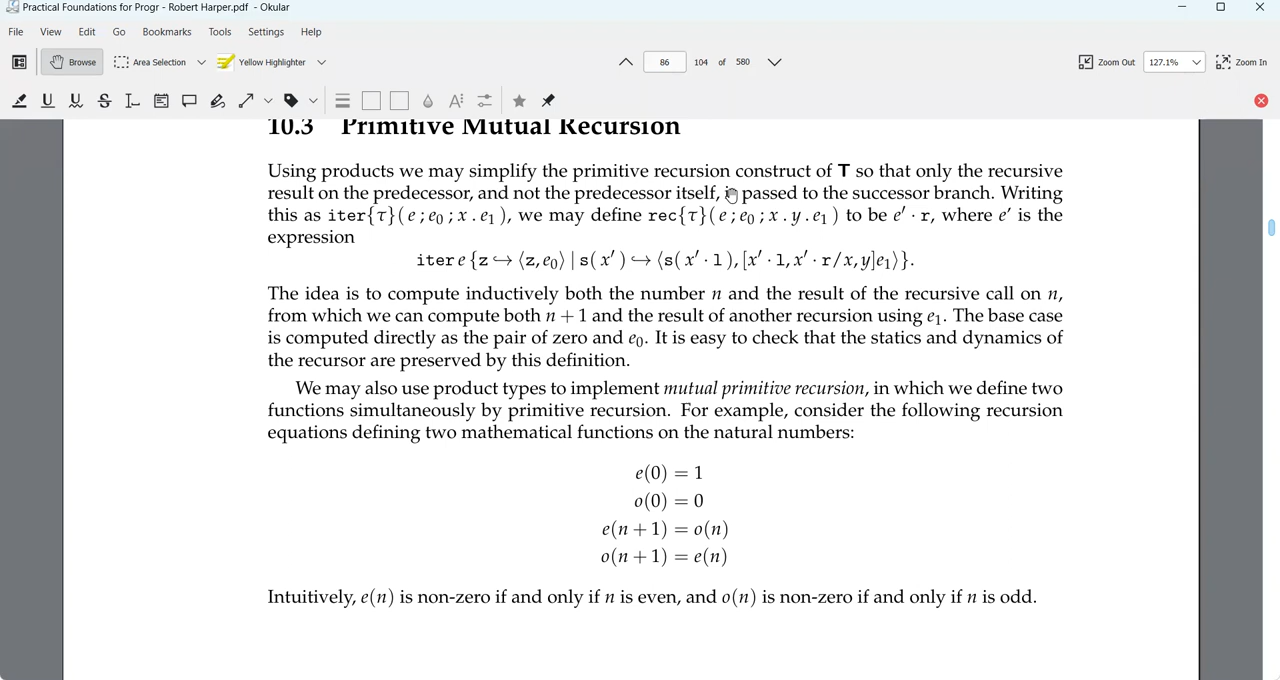 Practical Foundations for Progr - Robert Harper.pdf - Okular
File View Edit Go Bookmarks Tools Settings Help
Browse Area Selection Yellow Highlighter 86 104 of 580 Zoom Out 127.1% Zoom In
10.3 Primitive Mutual Recursion
Using products we may simplify the primitive recursion construct of T so that only the recursive
result on the predecessor, and not the predecessor itself, is passed to the successor branch. Writing
this as iter{τ}(e;e₀;x.e₁), we may define rec{τ}(e;e₀;x.y.e₁) to be e′ · r, where e′ is the
expression
iter e {z ↪ ⟨z,e₀⟩ | s(x′) ↪ ⟨s(x′ · l), [x′ · l, x′ · r/x, y]e₁⟩}.
The idea is to compute inductively both the number n and the result of the recursive call on n,
from which we can compute both n + 1 and the result of another recursion using e₁. The base case
is computed directly as the pair of zero and e₀. It is easy to check that the statics and dynamics of
the recursor are preserved by this definition.
We may also use product types to implement mutual primitive recursion, in which we define two
functions simultaneously by primitive recursion. For example, consider the following recursion
equations defining two mathematical functions on the natural numbers:
e(0) = 1
o(0) = 0
e(n + 1) = o(n)
o(n + 1) = e(n)
Intuitively, e(n) is non-zero if and only if n is even, and o(n) is non-zero if and only if n is odd.